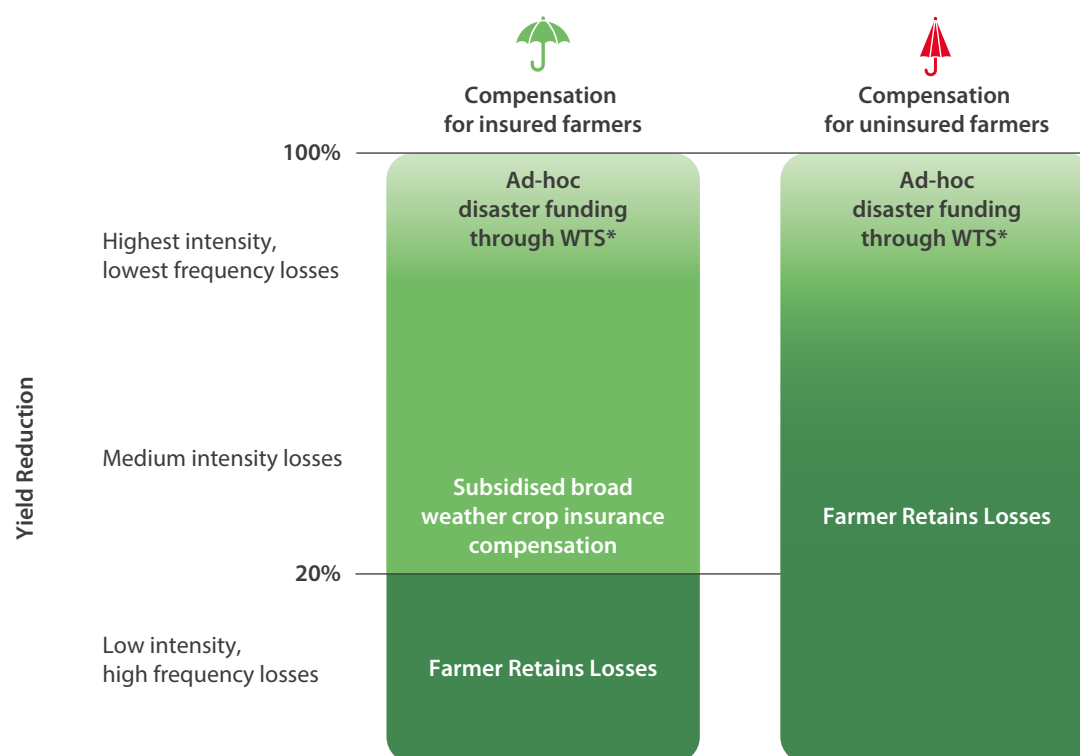 Compensation
for insured farmers
Compensation
for uninsured farmers
100%
Ad-hoc
disaster funding
through WTS*
Ad-hoc
disaster funding
through WTS*
Highest intensity,
lowest frequency losses
Yield Reduction
Medium intensity losses
Subsidised broad
weather crop insurance
compensation
Farmer Retains Losses
20%
Low intensity,
high frequency losses
Farmer Retains Losses